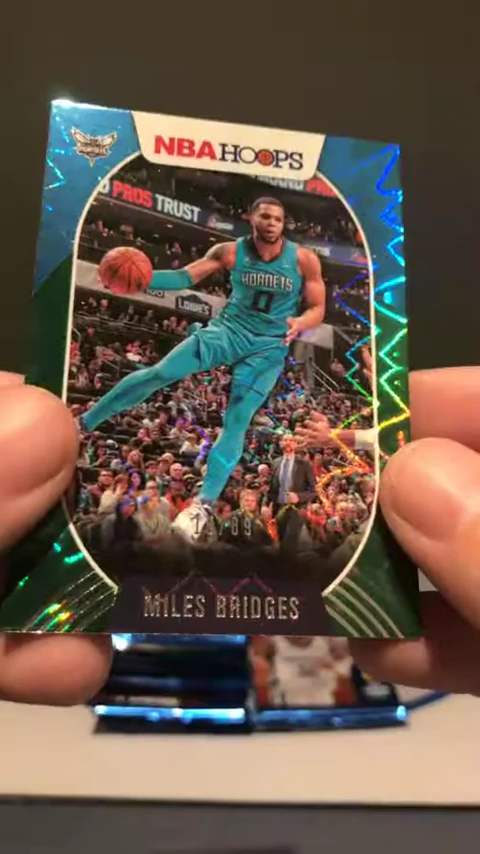 NBA HOOPS
PROS TRUST
LOWE'S
HORNETS
0
MILES BRIDGES